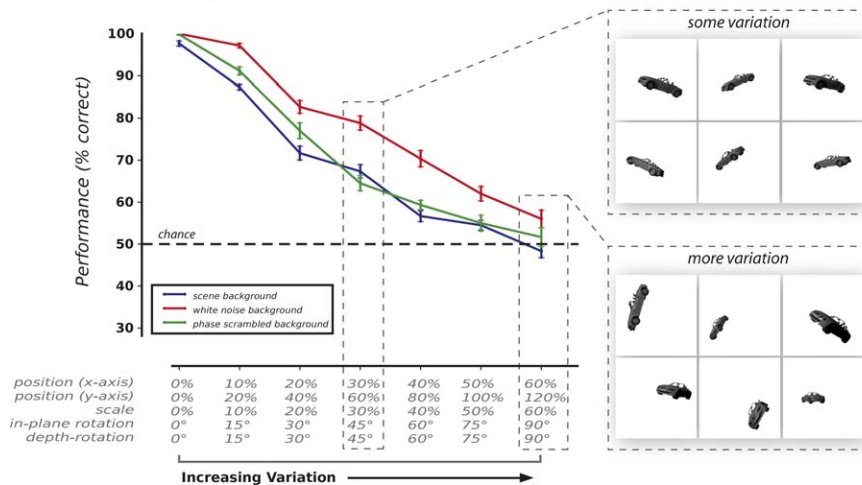 some variation
100
90
80
70
60
50
40
30
Performance (% correct)
chance
scene background
white noise background
phase scrambled background
more variation
position (x-axis) 0% 10% 20% 30% 40% 50% 60%
position (y-axis) 0% 20% 40% 60% 80% 100% 120%
scale 0% 10% 20% 30% 40% 50% 60%
in-plane rotation 0° 15° 30° 45° 60° 75° 90°
depth-rotation 0° 15° 30° 45° 60° 75° 90°
Increasing Variation